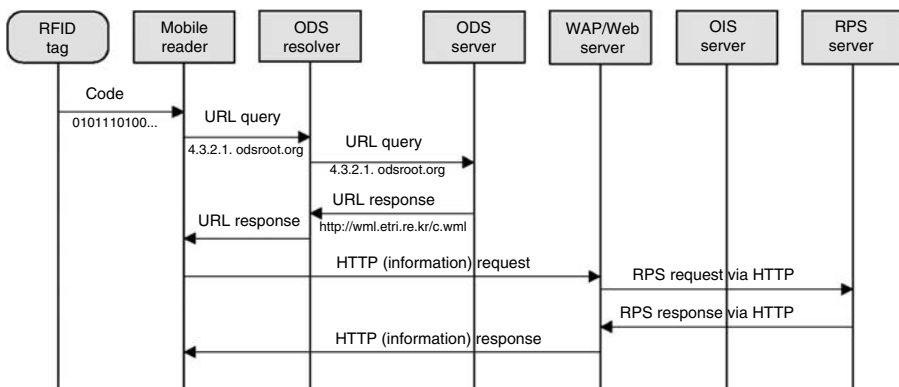 RFID
tag
Mobile
reader
ODS
resolver
ODS
server
WAP/Web
server
OIS
server
RPS
server
Code
0101110100...
URL query
4.3.2.1. odsroot.org
URL query
4.3.2.1. odsroot.org
URL response
http://wml.etri.re.kr/c.wml
URL response
HTTP (information) request
RPS request via HTTP
RPS response via HTTP
HTTP (information) response